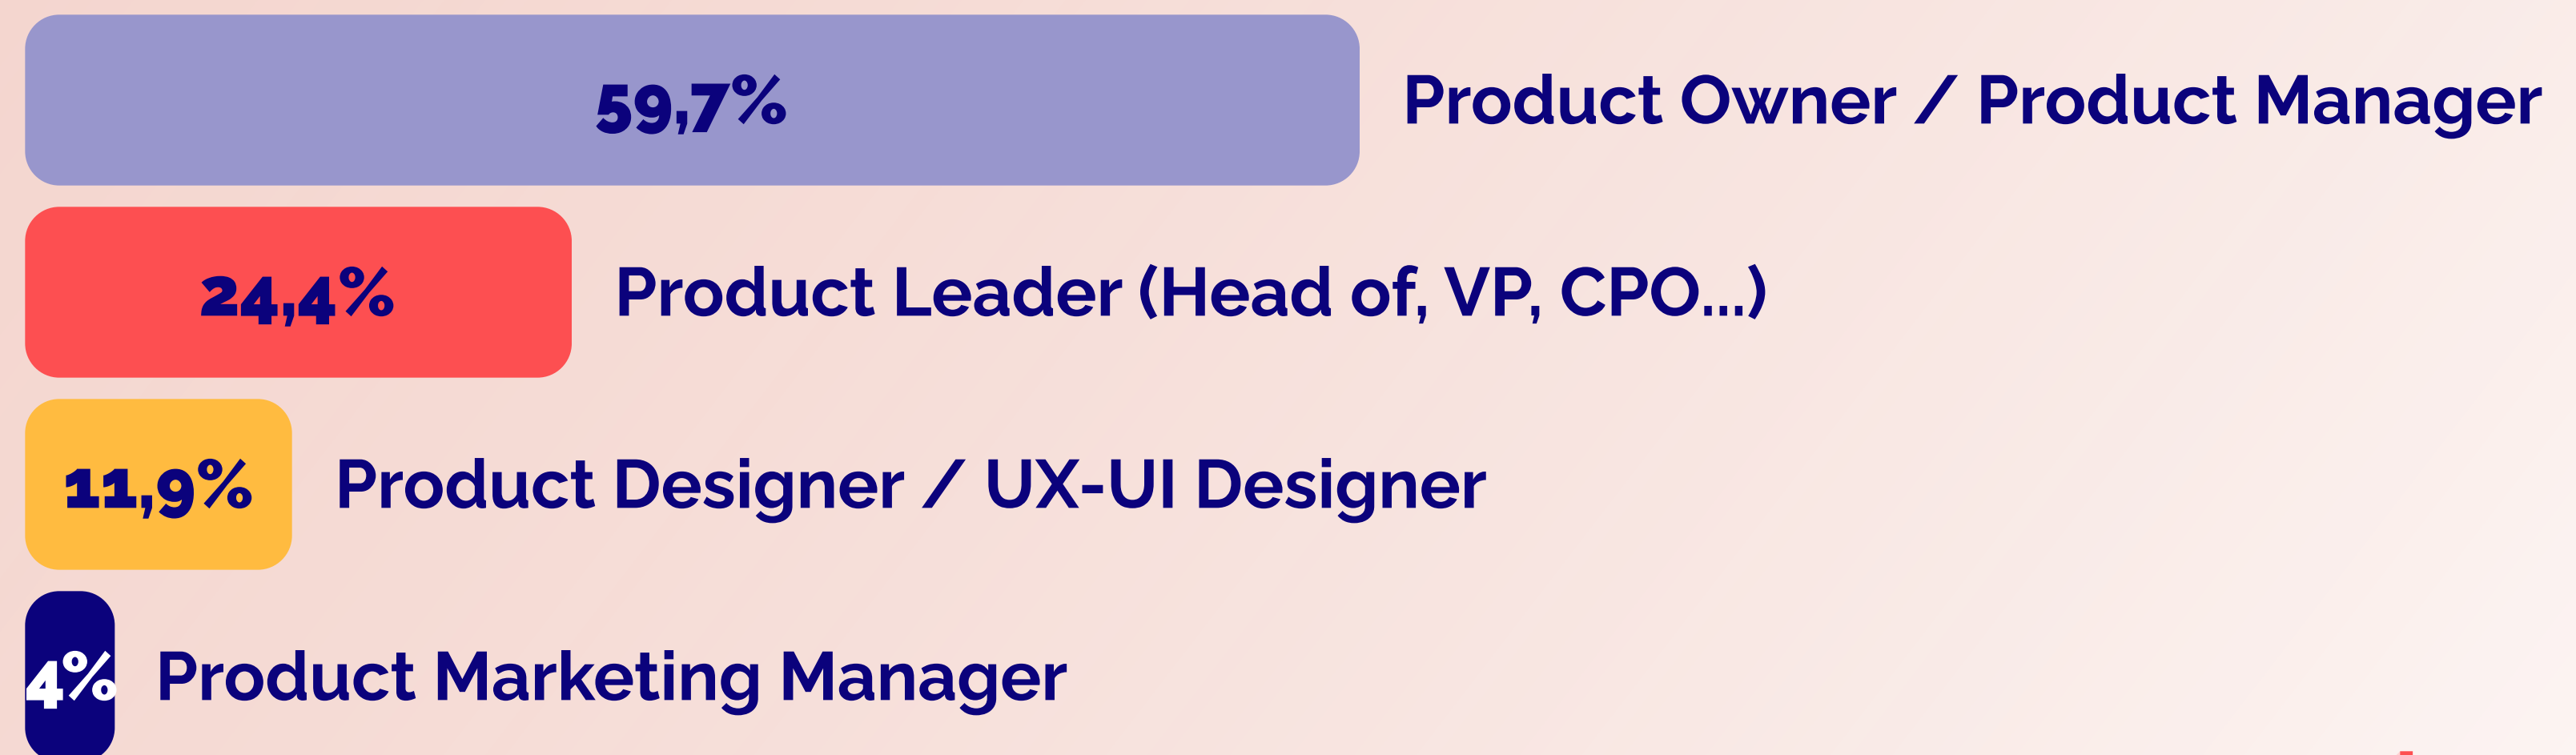 59,7% Product Owner / Product Manager
24,4% Product Leader (Head of, VP, CPO...)
11,9% Product Designer / UX-UI Designer
4% Product Marketing Manager